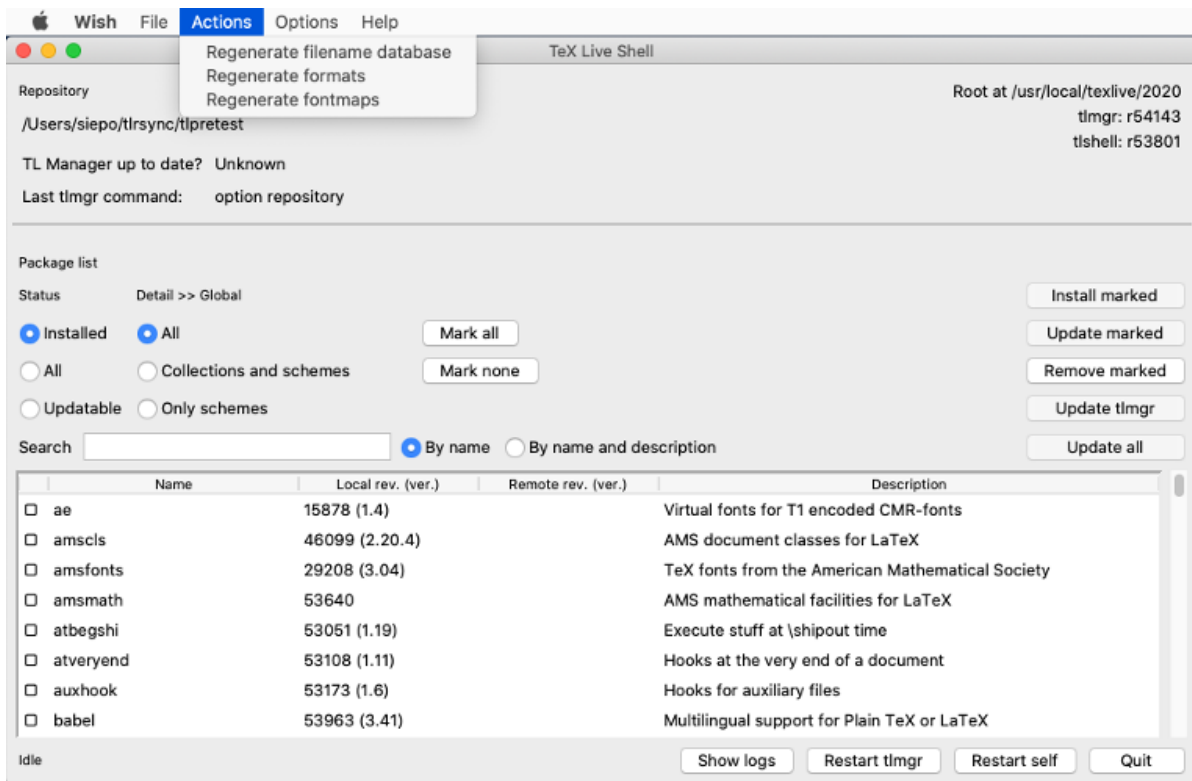 Wish File Actions Options Help
TeX Live Shell
Regenerate filename database
Regenerate formats
Regenerate fontmaps
Repository
Root at /usr/local/texlive/2020
/Users/siepo/tlrsync/tlpretest
tlmgr: r54143
tlshell: r53801
TL Manager up to date? Unknown
Last tlmgr command: option repository
Package list
Status Detail >> Global Install marked
Installed All Mark all Update marked
All Collections and schemes Mark none Remove marked
Updatable Only schemes Update tlmgr
Search By name By name and description Update all
Name Local rev. (ver.) Remote rev. (ver.) Description
ae 15878 (1.4) Virtual fonts for T1 encoded CMR-fonts
amscls 46099 (2.20.4) AMS document classes for LaTeX
amsfonts 29208 (3.04) TeX fonts from the American Mathematical Society
amsmath 53640 AMS mathematical facilities for LaTeX
atbegshi 53051 (1.19) Execute stuff at \shipout time
atveryend 53108 (1.11) Hooks at the very end of a document
auxhook 53173 (1.6) Hooks for auxiliary files
babel 53963 (3.41) Multilingual support for Plain TeX or LaTeX
Idle Show logs Restart tlmgr Restart self Quit